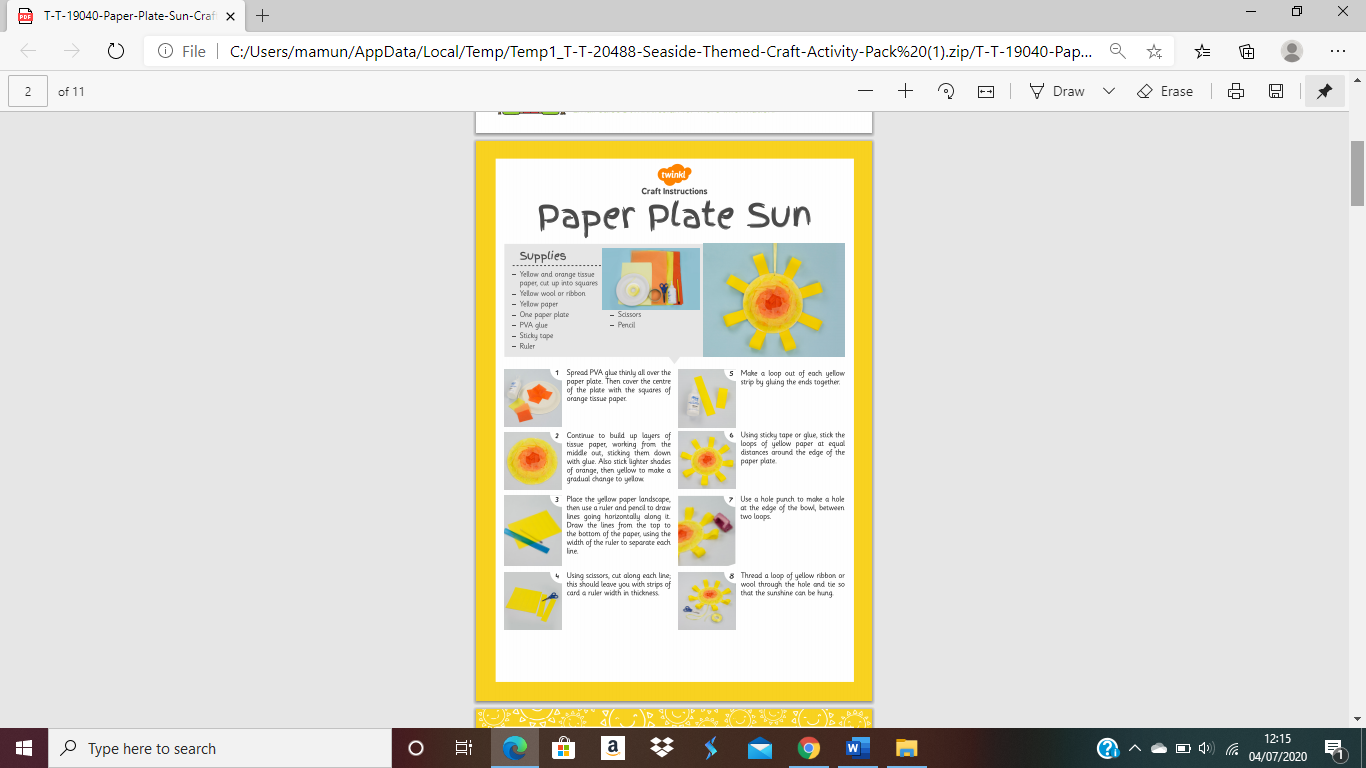 T-T-19040-Paper-Plate-Sun-Craf
File
C:/Users/mamun/AppData/Local/Temp/Temp1_T-T-20488-Seaside-Themed-Craft-Activity-Pack%20(1).zip/T-T-19040-Pap...
2 of 11
Draw
Erase
twinkl
Craft Instructions
Paper Plate Sun
Supplies
– Yellow and orange tissue
paper, cut up into squares
– Yellow wool or ribbon
– Yellow paper
– One paper plate
– PVA glue
– Sticky tape
– Ruler
– Scissors
– Pencil
1 Spread PVA glue thinly all over the
paper plate. Then cover the centre
of the plate with the squares of
orange tissue paper.
2 Continue to build up layers of
tissue paper, working from the
middle out, sticking them down
with glue. Also stick lighter shades
of orange, then yellow to make a
gradual change to yellow.
3 Place the yellow paper landscape,
then use a ruler and pencil to draw
lines going horizontally along it.
Draw the lines from the top to
the bottom of the paper, using the
width of the ruler to separate each
line.
4 Using scissors, cut along each line;
this should leave you with strips of
card a ruler width in thickness.
5 Make a loop out of each yellow
strip by gluing the ends together.
6 Using sticky tape or glue, stick the
loops of yellow paper at equal
distances around the edge of the
paper plate.
7 Use a hole punch to make a hole
at the edge of the bowl, between
two loops.
8 Thread a loop of yellow ribbon or
wool through the hole and tie so
that the sunshine can be hung.
Type here to search
12:15
04/07/2020
1